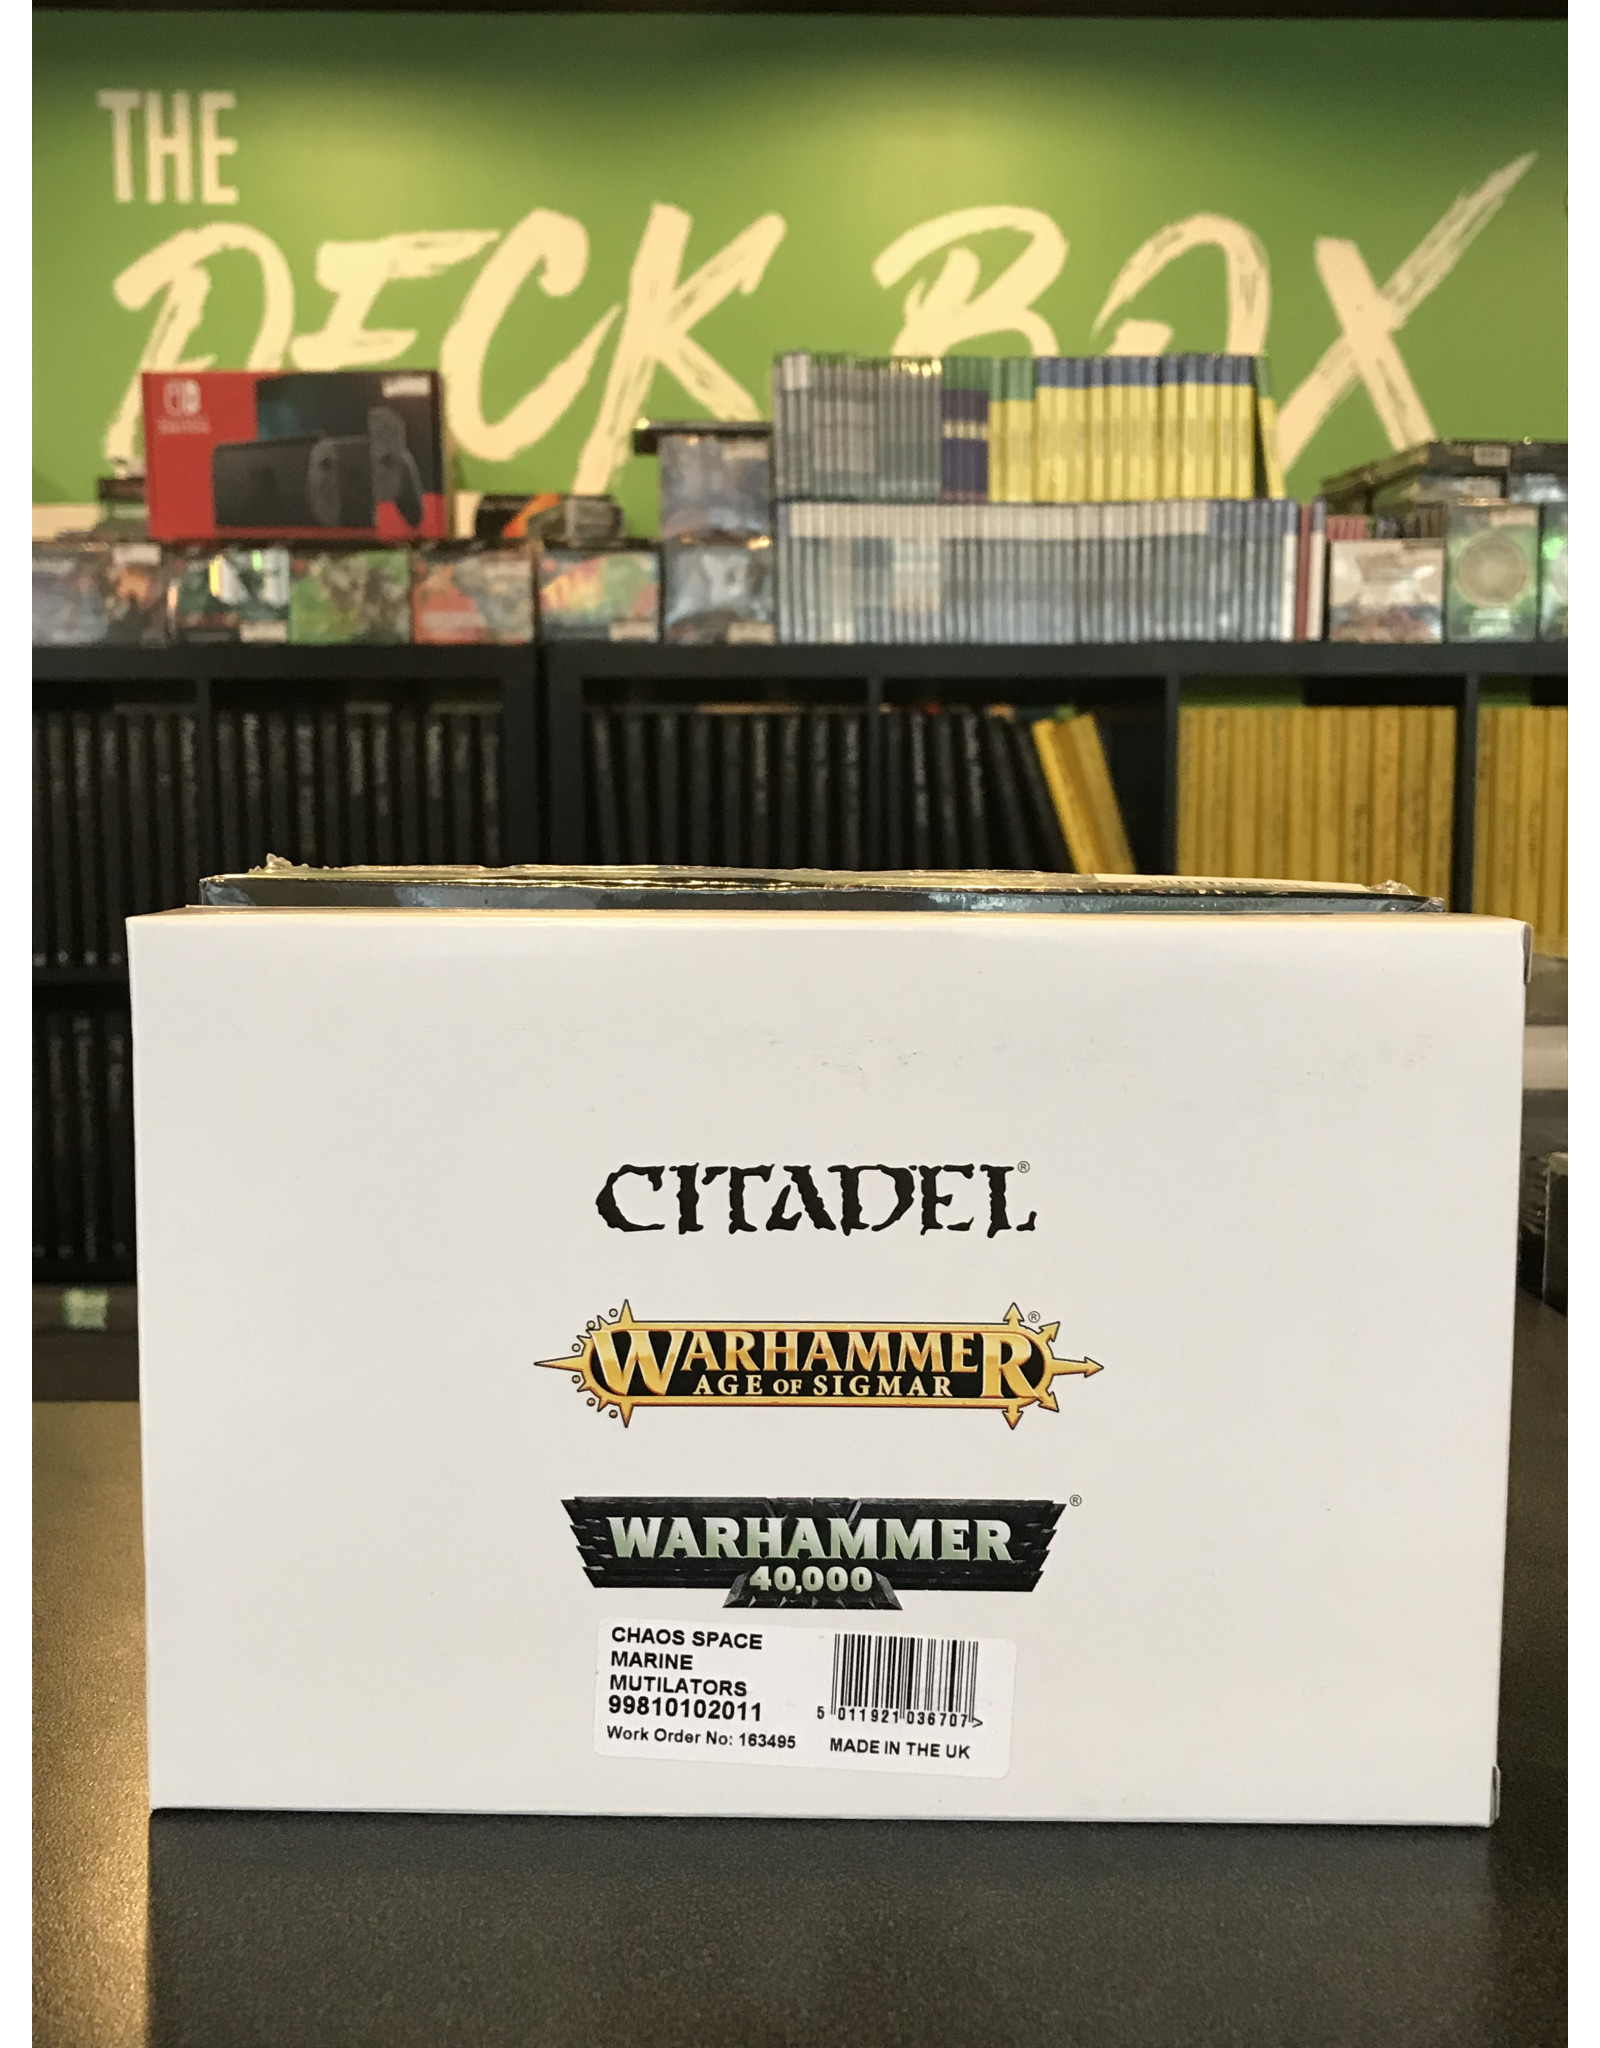 THE
DECK BOX
SWITCH
CITADEL®
WARHAMMER®
AGE OF SIGMAR
WARHAMMER®
40,000
CHAOS SPACE
MARINE
MUTILATORS
99810102011
Work Order No: 163495
5 011921 036707 >
MADE IN THE UK